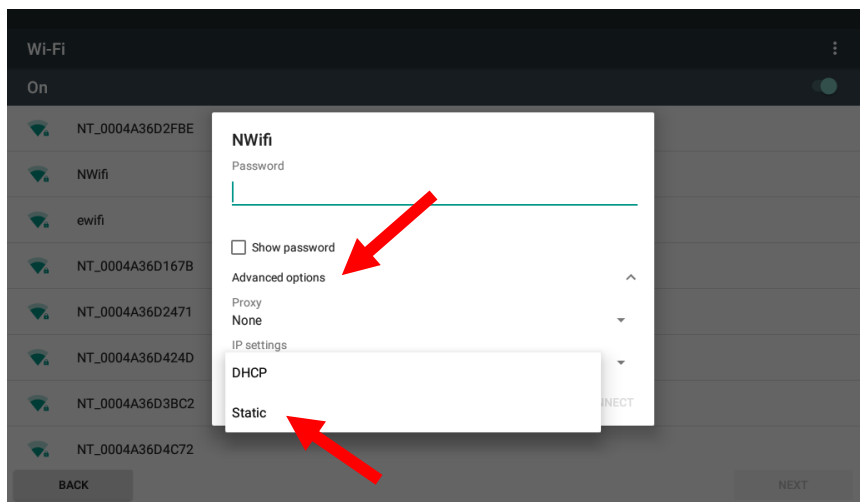 Wi-Fi
On
NT_0004A36D2FBE
NWifi
ewifi
NT_0004A36D167B
NT_0004A36D2471
NT_0004A36D424D
NT_0004A36D3BC2
NT_0004A36D4C72
NWifi
Password
Show password
Advanced options
Proxy
None
IP settings
DHCP
Static
NNECT
BACK
NEXT